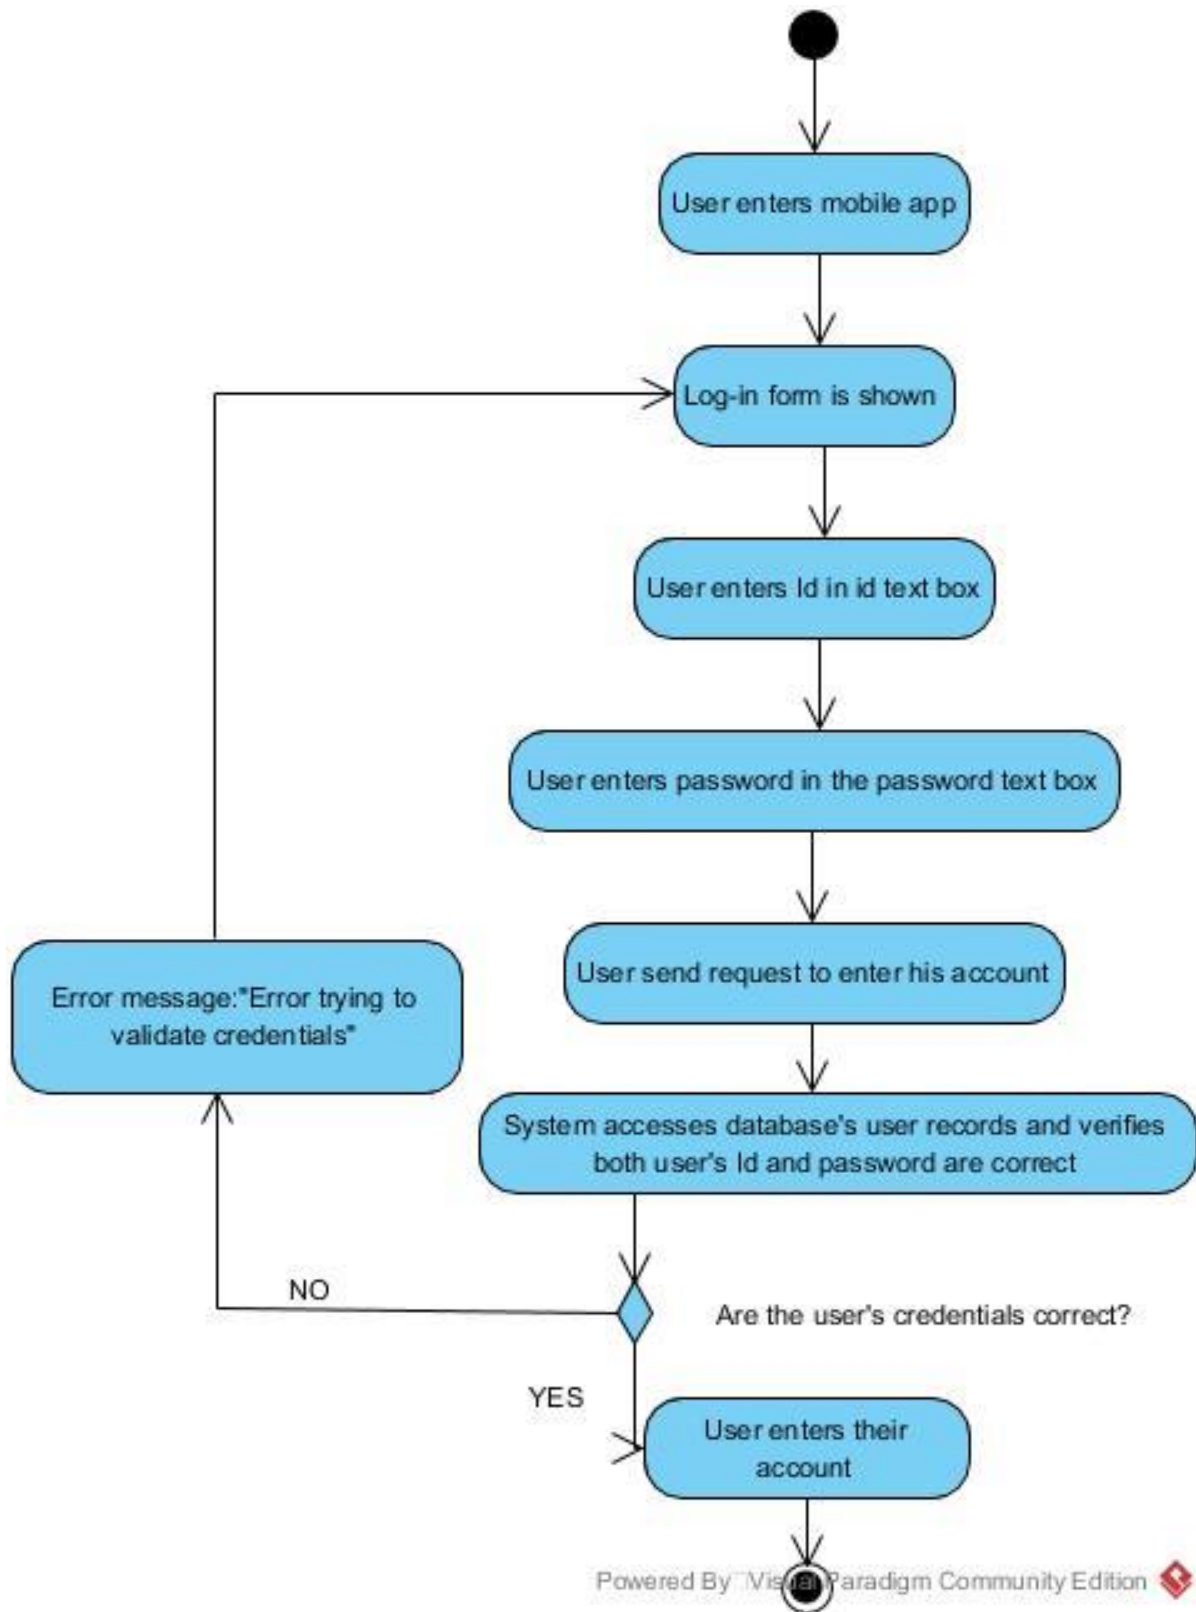 User enters mobile app
Log-in form is shown
User enters Id in id text box
User enters password in the password text box
User send request to enter his account
Error message:"Error trying to
validate credentials"
System accesses database's user records and verifies
both user's Id and password are correct
NO
Are the user's credentials correct?
YES
User enters their
account
Powered By Visual Paradigm Community Edition